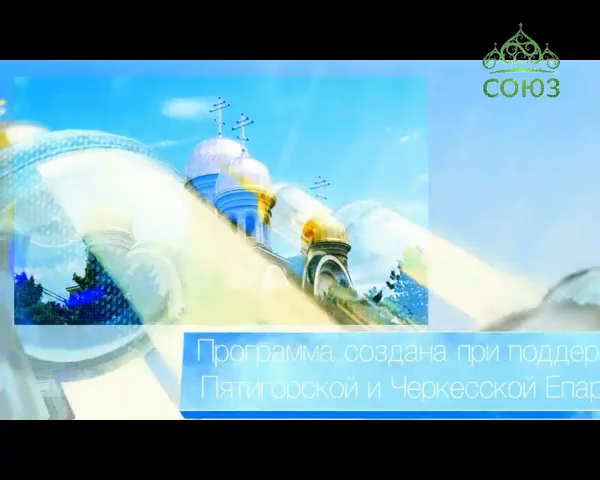 СОЮЗ
Программа создана при поддер
Пятигорской и Черкесской Епар